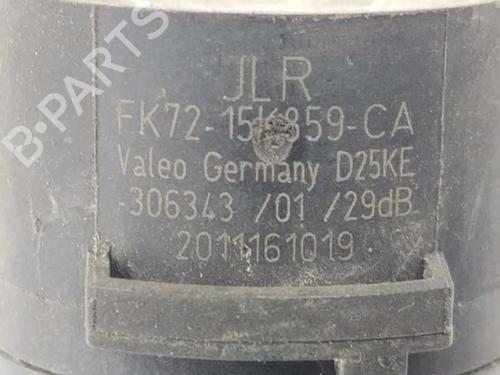 JLR
FK72-15K859-CA
Valeo Germany D25KE
-306343 /01 /29dB
2011161019
B-PARTS